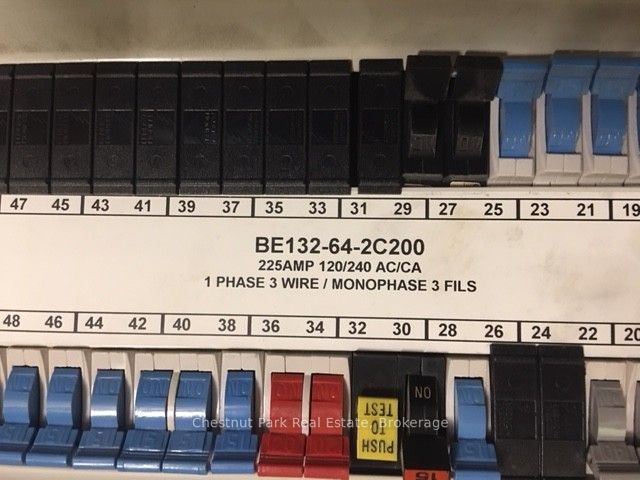 47 45 43 41 39 37 35 33 31 29 27 25 23 21 19
BE132-64-2C200
225AMP 120/240 AC/CA
1 PHASE 3 WIRE / MONOPHASE 3 FILS
48 46 44 42 40 38 36 34 32 30 28 26 24 22 20
ON
PUSH
TO
TEST
15
15
15
Chestnut Park Real Estate, Brokerage